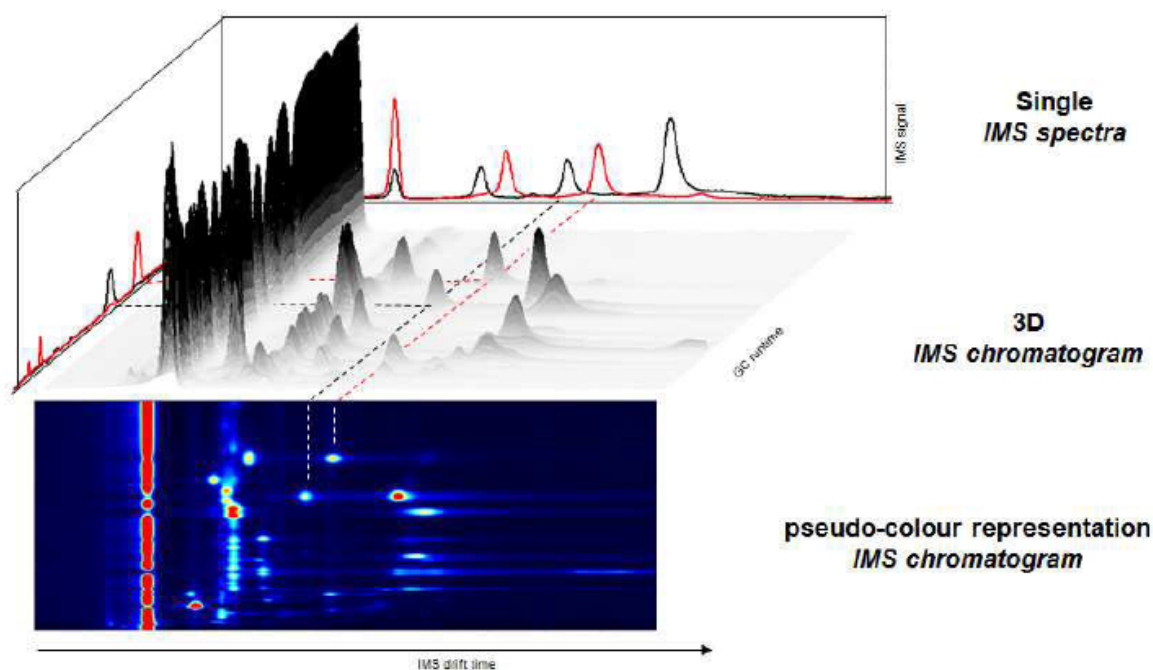 Single
IMS spectra
IMS signal
3D
IMS chromatogram
GC runtime
pseudo-colour representation
IMS chromatogram
IMS drift time